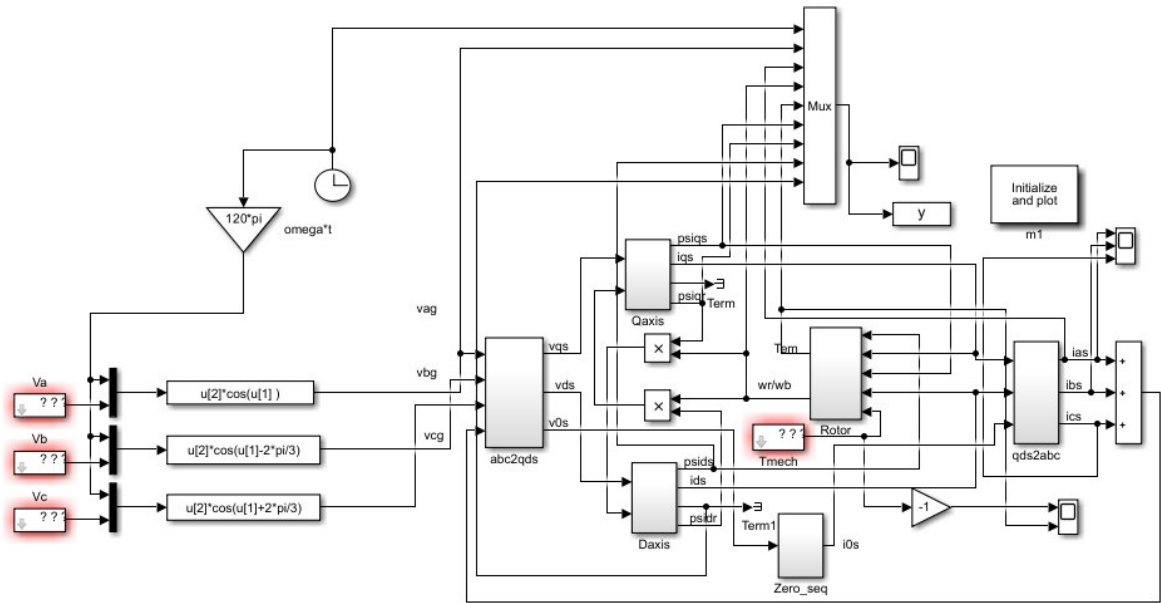 Mux
120*pi
omega*t
Initialize
and plot
m1
y
psiqs
iqs
psiqr
Term
Qaxis
vag
vbg
vcg
Va
? ? ?
u[2]*cos(u[1] )
Vb
? ? ?
u[2]*cos(u[1]-2*pi/3)
Vc
? ? ?
u[2]*cos(u[1]+2*pi/3)
vqs
vds
v0s
abc2qds
×
×
Tem
wr/wb
Rotor
? ? ?
Tmech
ias
ibs
ics
qds2abc
+
+
+
psids
ids
psidr
Term1
Daxis
i0s
Zero_seq
-1